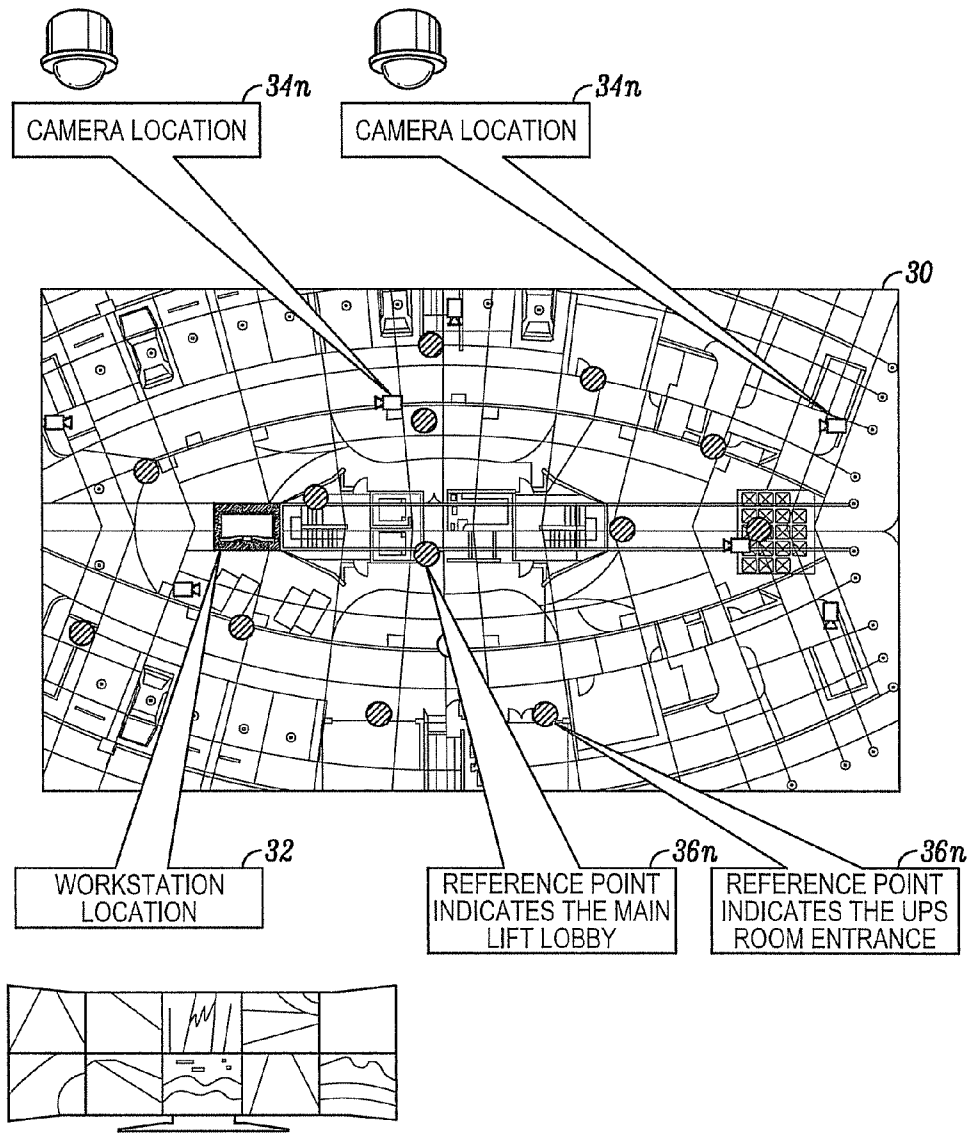 34n
34n
CAMERA LOCATION
CAMERA LOCATION
30
32
36n
36n
WORKSTATION
LOCATION
REFERENCE POINT
INDICATES THE MAIN
LIFT LOBBY
REFERENCE POINT
INDICATES THE UPS
ROOM ENTRANCE